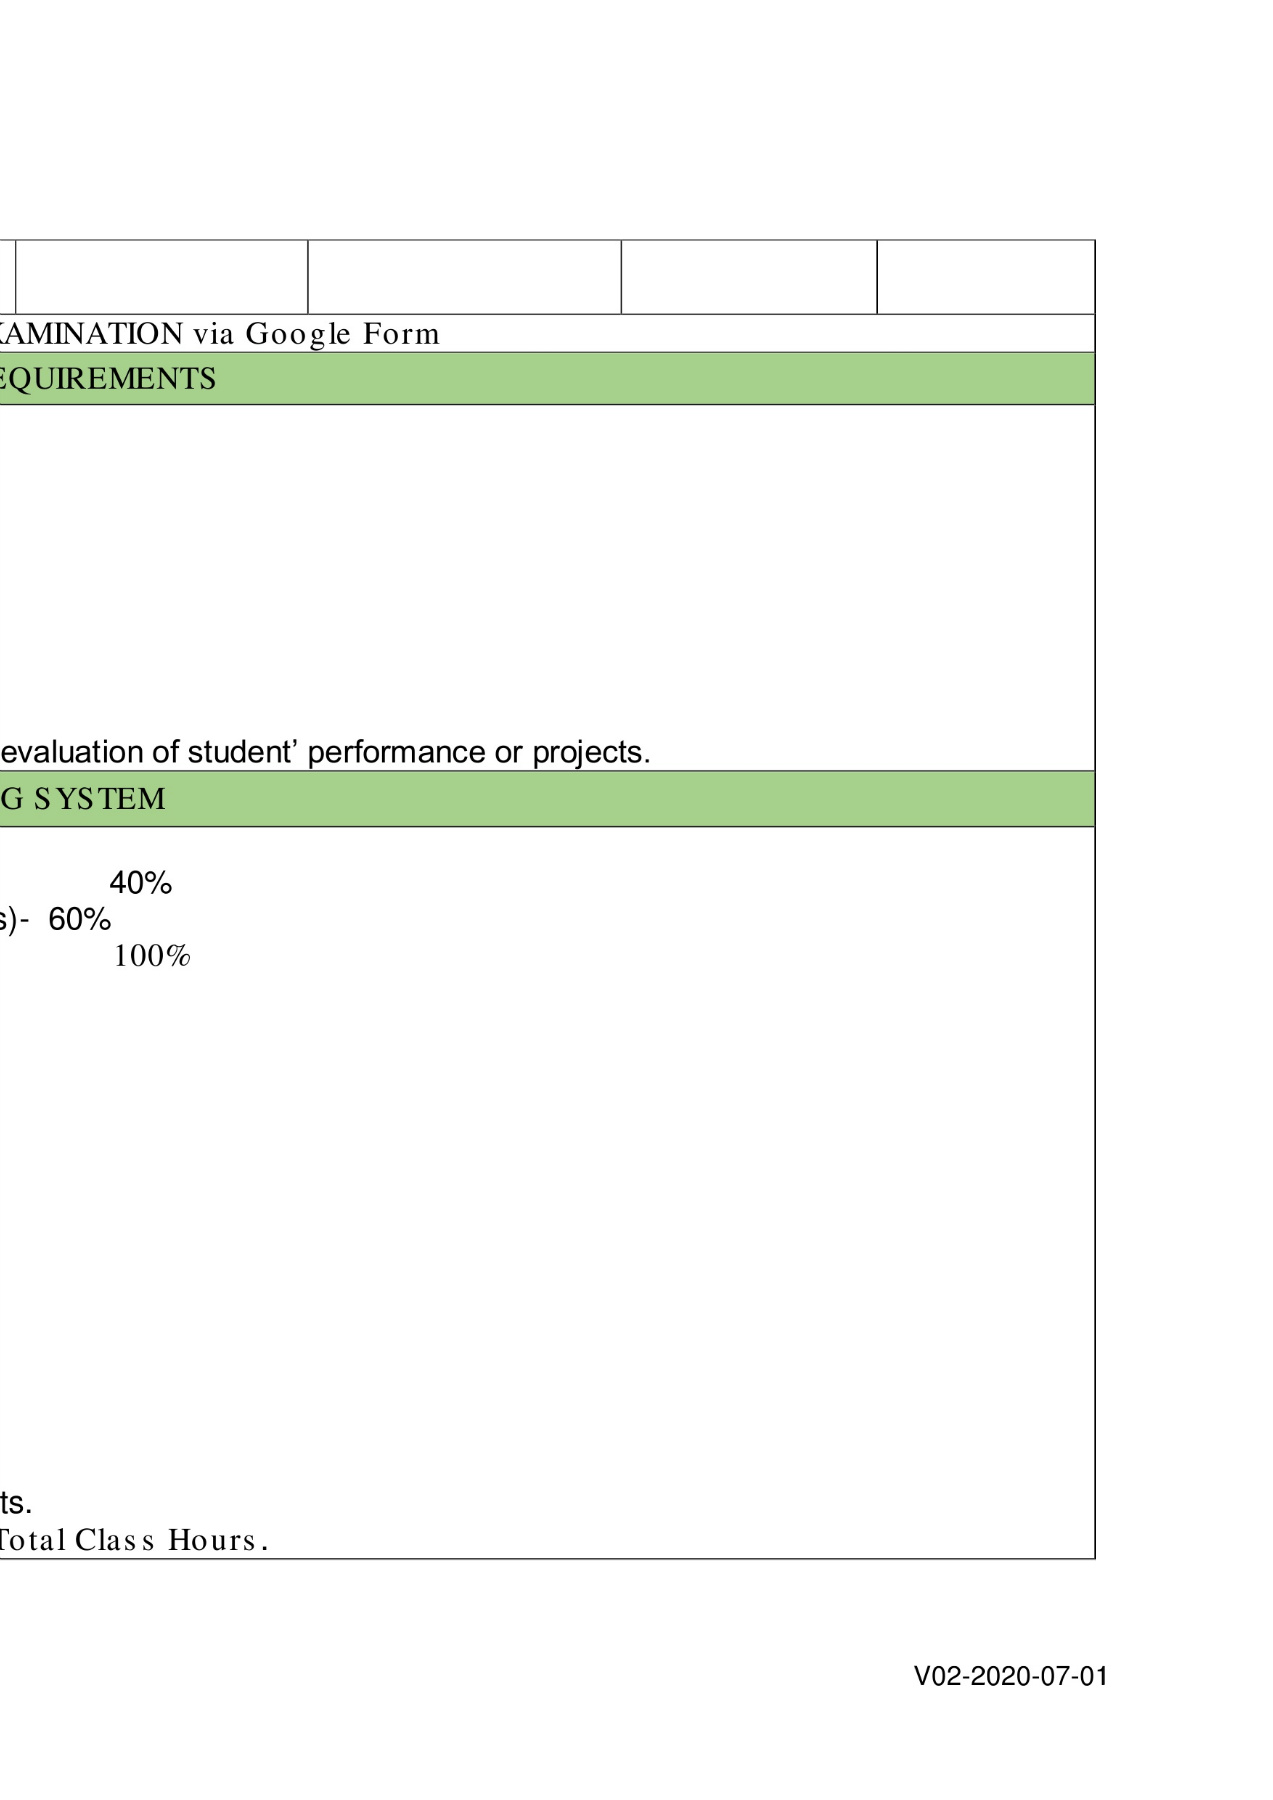 XAMINATION via Google Form
EQUIREMENTS
evaluation of student’ performance or projects.
G SYSTEM
40%
s)- 60%
100%
ts.
Total Class Hours.
V02-2020-07-01